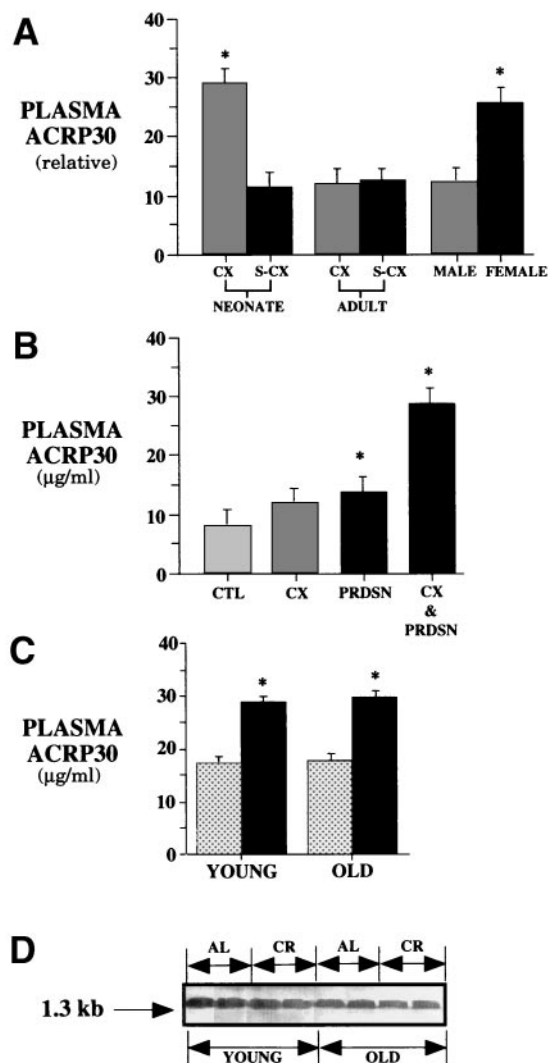 A
PLASMA
ACRP30
(relative)
40
30
20
10
0
*
*
CX S-CX CX S-CX MALE FEMALE
NEONATE ADULT
B
PLASMA
ACRP30
(µg/ml)
40
30
20
10
0
*
*
CTL CX PRDSN CX
&
PRDSN
C
PLASMA
ACRP30
(µg/ml)
40
30
20
10
0
* *
YOUNG OLD
D
AL CR AL CR
1.3 kb
YOUNG OLD